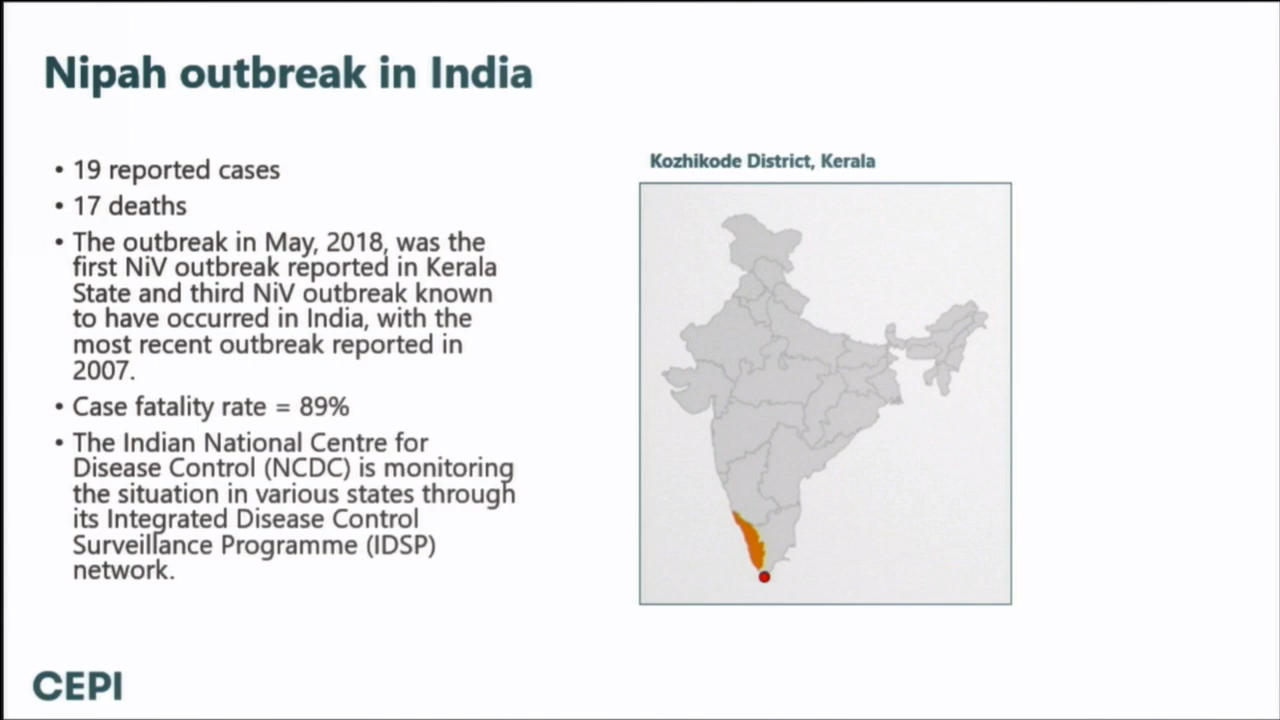 Nipah outbreak in India
• 19 reported cases
• 17 deaths
• The outbreak in May, 2018, was the
first NiV outbreak reported in Kerala
State and third NiV outbreak known
to have occurred in India, with the
most recent outbreak reported in
2007.
• Case fatality rate = 89%
• The Indian National Centre for
Disease Control (NCDC) is monitoring
the situation in various states through
its Integrated Disease Control
Surveillance Programme (IDSP)
network.
Kozhikode District, Kerala
CEPI